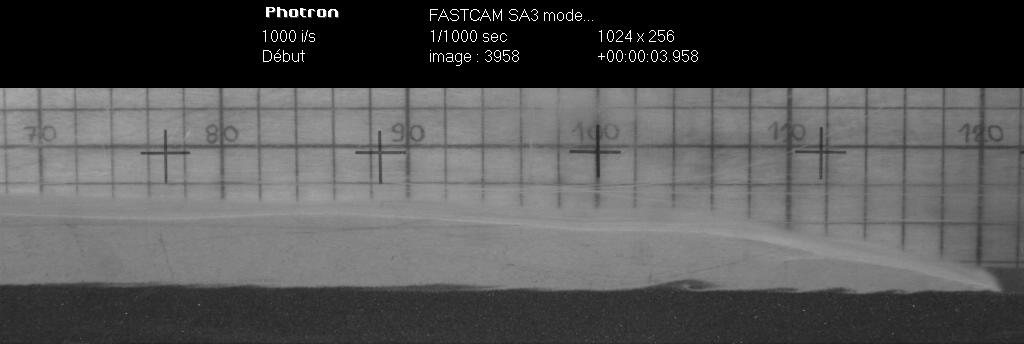 Photron
FASTCAM SA3 mode...
1000 i/s
1/1000 sec
1024 x 256
Début
image : 3958
+00:00:03.958
70
80
90
100
110
120